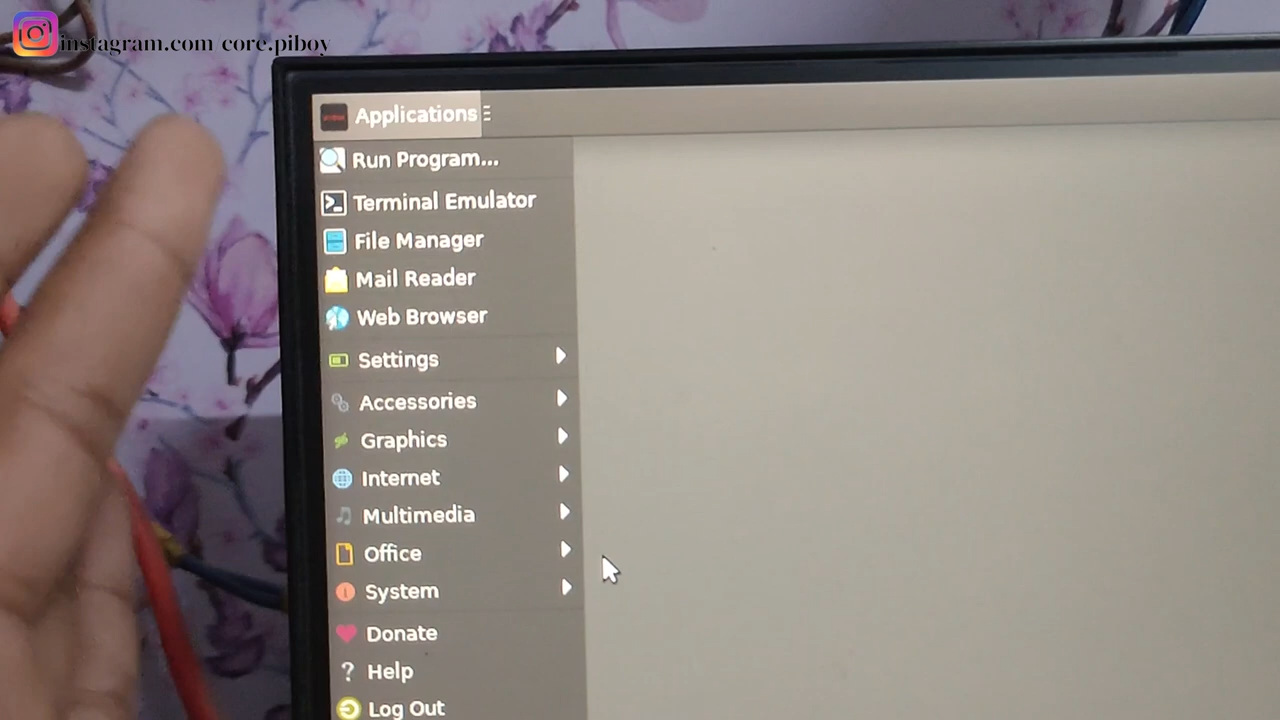 instagram.com core.piboy
Applications
Run Program...
Terminal Emulator
File Manager
Mail Reader
Web Browser
Settings
Accessories
Graphics
Internet
Multimedia
Office
System
Donate
? Help
Log Out